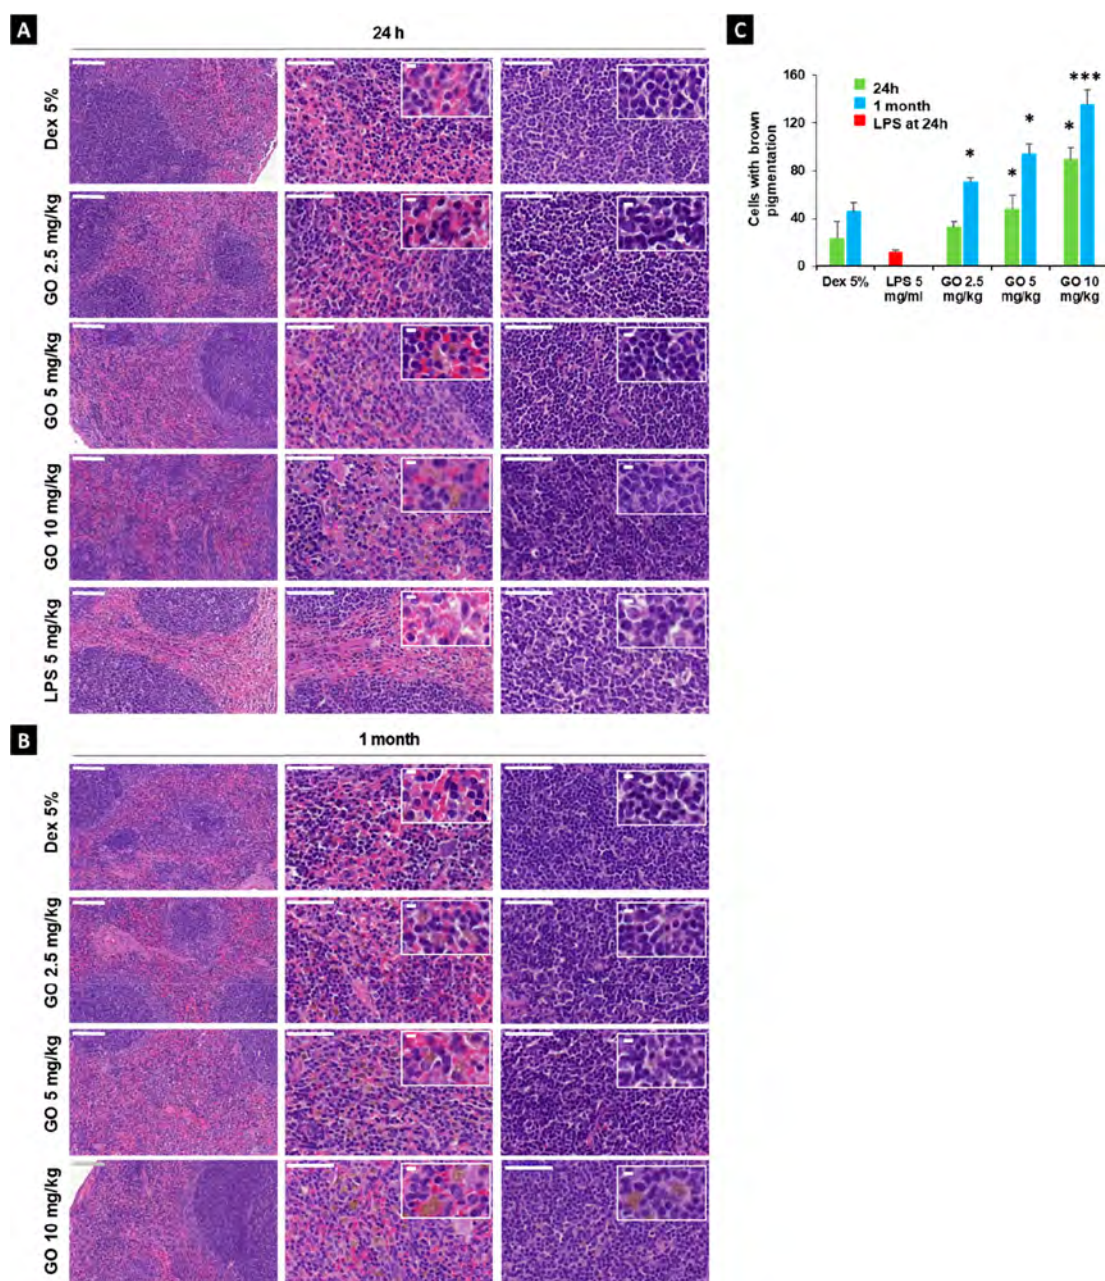 A
24 h
Dex 5%
GO 2.5 mg/kg
GO 5 mg/kg
GO 10 mg/kg
LPS 5 mg/kg
B
1 month
Dex 5%
GO 2.5 mg/kg
GO 5 mg/kg
GO 10 mg/kg
C
Cells with brown
pigmentation
160
120
80
40
0
24h
1 month
LPS at 24h
*
*
*
*
***
Dex 5%
LPS 5
mg/ml
GO 2.5
mg/kg
GO 5
mg/kg
GO 10
mg/kg